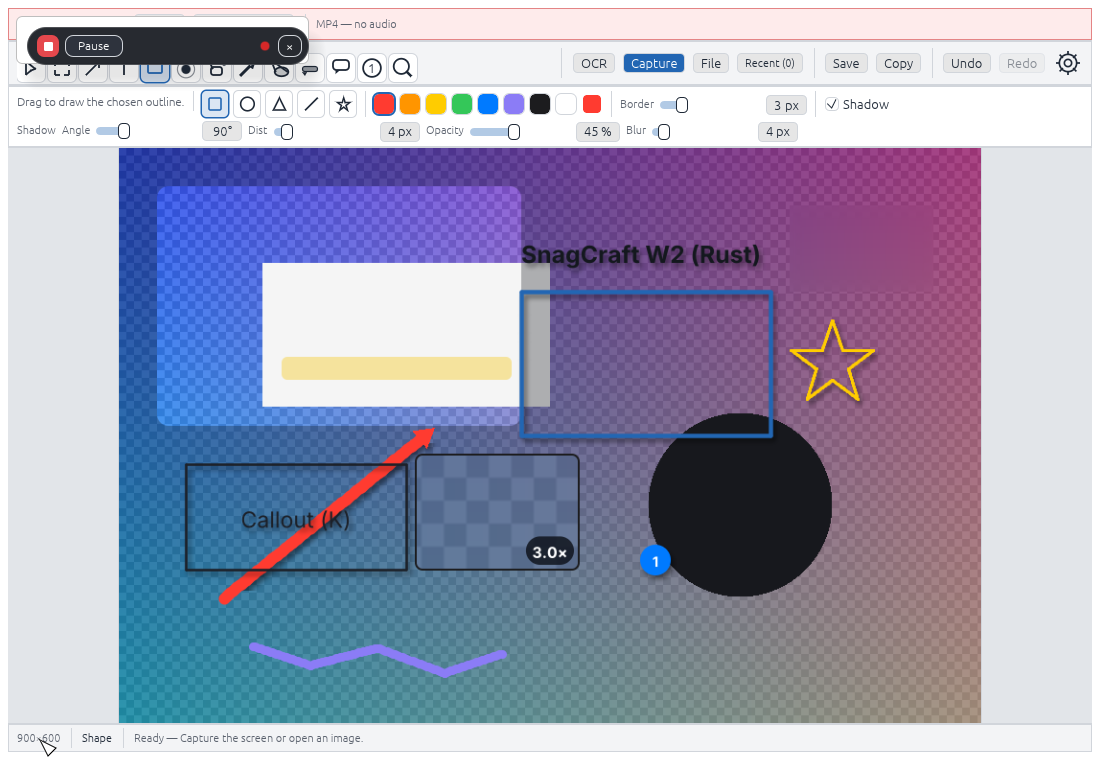 MP4 — no audio
Pause
×
1
OCR
Capture
File
Recent (0)
Save
Copy
Undo
Redo
Drag to draw the chosen outline.
Border
3 px
Shadow
Shadow
Angle
90°
Dist
4 px
Opacity
45 %
Blur
4 px
SnagCraft W2 (Rust)
Callout (K)
3.0×
1
Shape
Ready — Capture the screen or open an image.